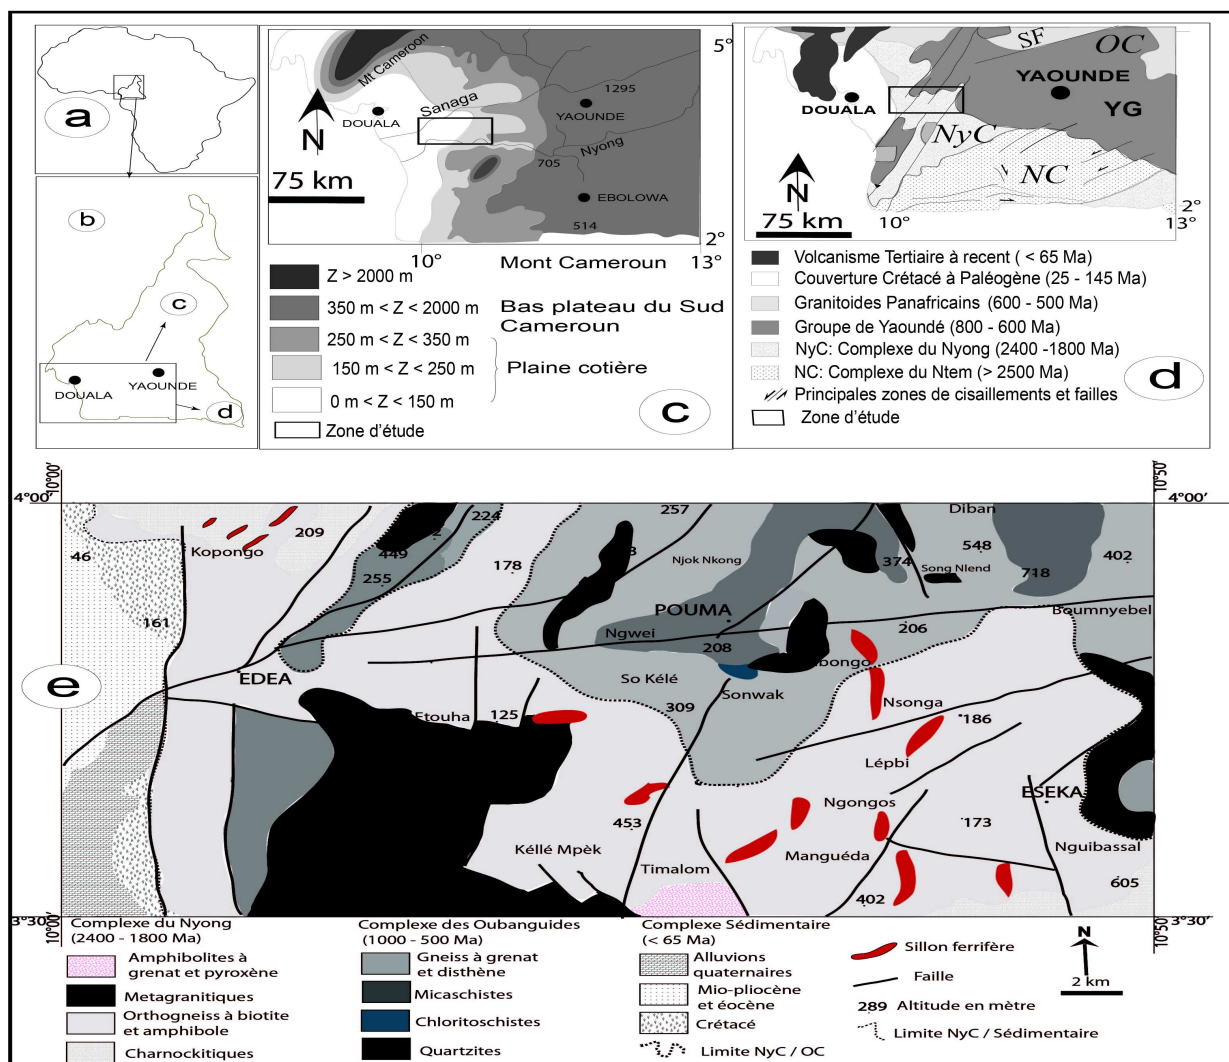 a
b
c
DOUALA
YAOUNDE
d
Mt Cameroon
Sanaga
1295
DOUALA
YAOUNDE
Nyong
705
N
75 km
EBOLOWA
514
5°
2°
10°
13°
Mont Cameroun
Z > 2000 m
350 m < Z < 2000 m
Bas plateau du Sud
Cameroun
250 m < Z < 350 m
150 m < Z < 250 m
Plaine cotière
0 m < Z < 150 m
Zone d'étude
c
SF
OC
YAOUNDE
YG
DOUALA
NyC
NC
N
75 km
10°
2°
13°
Volcanisme Tertiaire à recent ( < 65 Ma)
Couverture Crétacé à Paléogène (25 - 145 Ma)
Granitoides Panafricains (600 - 500 Ma)
Groupe de Yaoundé (800 - 600 Ma)
NyC: Complexe du Nyong (2400 -1800 Ma)
NC: Complexe du Ntem (> 2500 Ma)
Principales zones de cisaillements et failles
Zone d'étude
d
10°00'
10°50'
4°00'
4°00'
46
Kopongo
209
449
2
224
255
178
257
Njok Nkong
Diban
548
402
374
Song Nlend
718
161
POUMA
Boumnyebel
Ngwei
208
206
e
EDEA
So Kélé
Sonwak
309
Nsonga
Etouha
125
186
Lépbi
ESEKA
Ngongos
453
173
Kéllé Mpèk
Timalom
Manguéda
Nguibassal
402
605
3°30'
10°00'
10°50'
3°30'
Complexe du Nyong
(2400 - 1800 Ma)
Amphibolites à
grenat et pyroxène
Metagranitiques
Orthogneiss à biotite
et amphibole
Charnockitiques
Complexe des Oubanguides
(1000 - 500 Ma)
Gneiss à grenat
et disthène
Micaschistes
Chloritoschistes
Quartzites
Complexe Sédimentaire
(< 65 Ma)
Alluvions
quaternaires
Mio-pliocène
et éocène
Crétacé
Limite NyC / OC
Sillon ferrifère
Faille
289 Altitude en mètre
Limite NyC / Sédimentaire
N
2 km